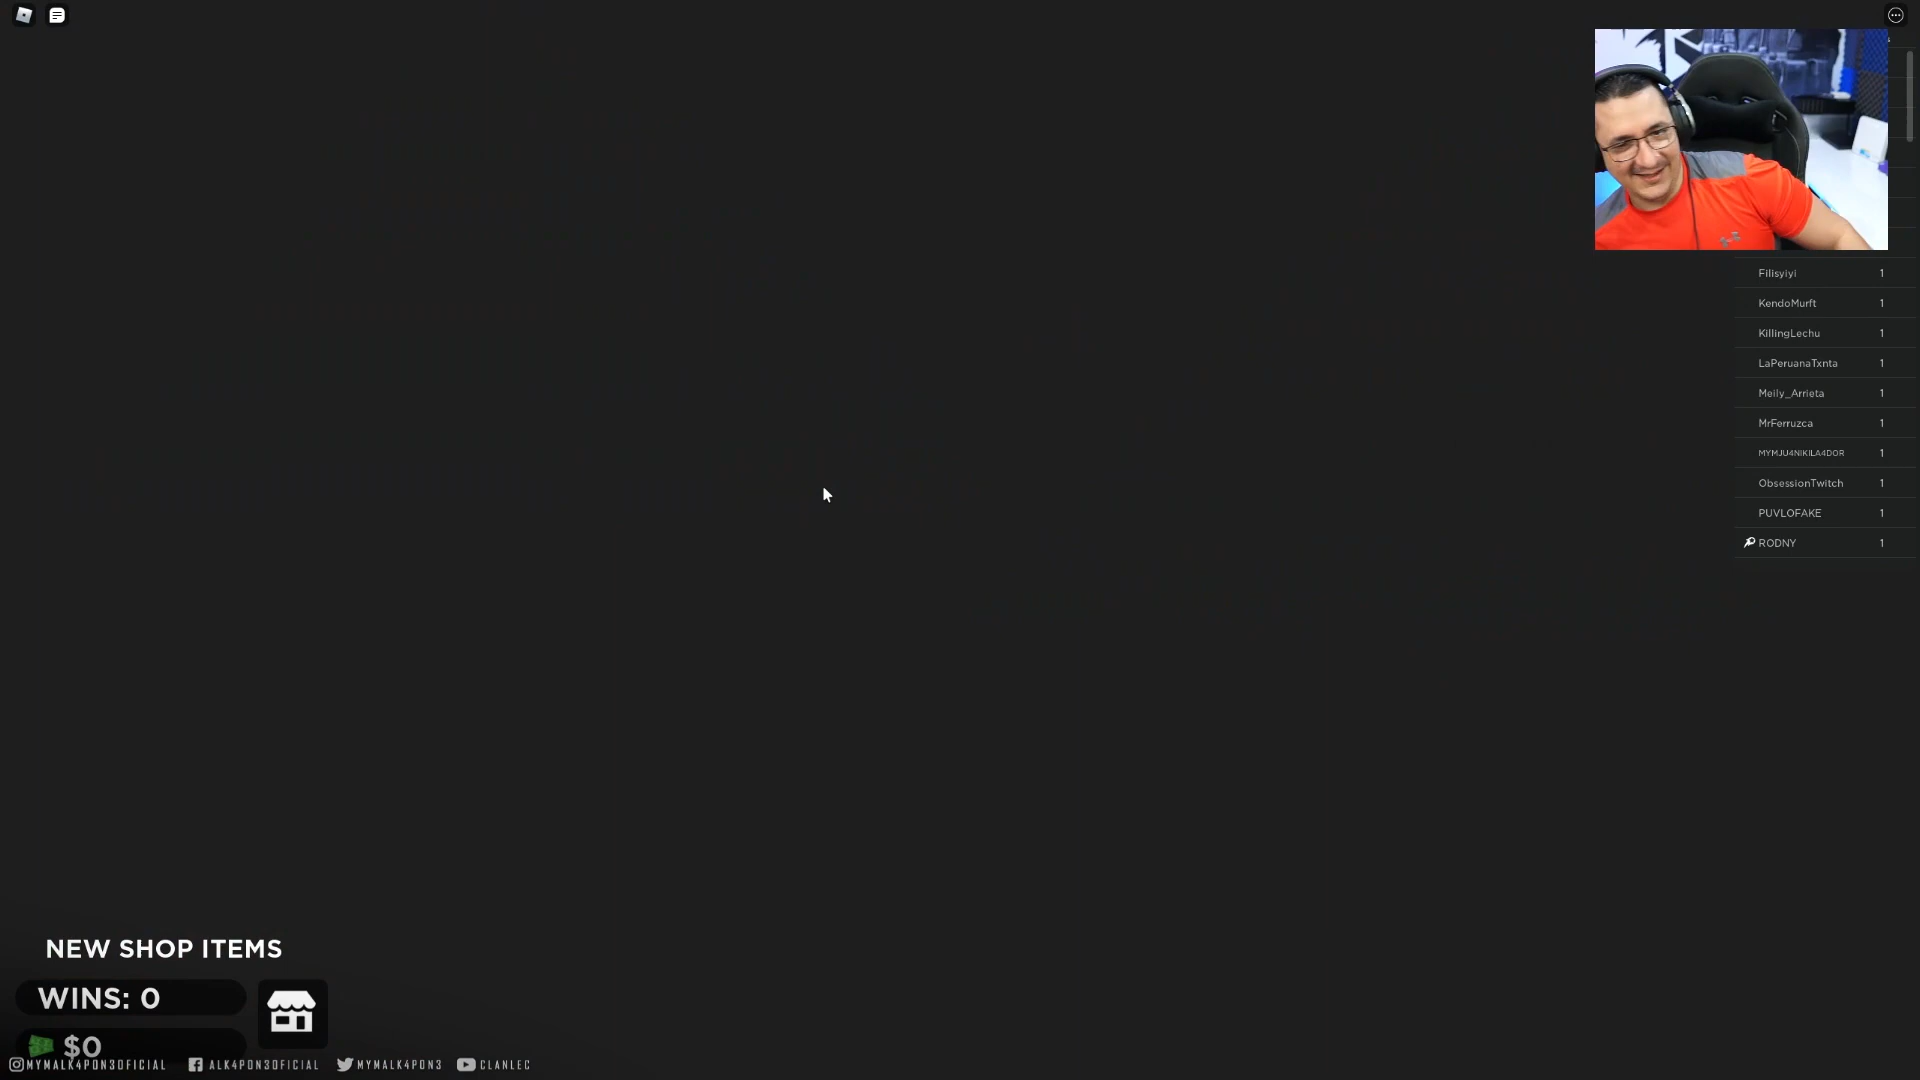 Filisyiyi 1
KendoMurft 1
KillingLechu 1
LaPeruanaTxnta 1
Meily_Arrieta 1
MrFerruzca 1
MYMJU4NIKILA4DOR 1
ObsessionTwitch 1
PUVLOFAKE 1
RODNY 1
NEW SHOP ITEMS
WINS: 0
$0
MYMALK4PON3OFICIAL ALK4PON3OFICIAL MYMALK4PON3 CLANLEC